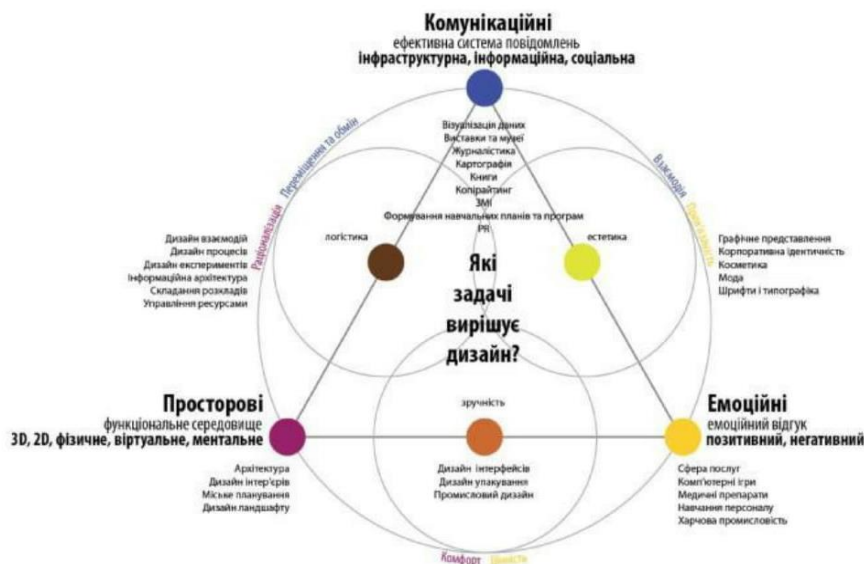 Комунікаційні
ефективна система повідомлень
інфраструктурна, інформаційна, соціальна
Візуалізація даних
Виставки та музеї
Журналістика
Картографія
Книги
Копірайтинг
ЗМІ
Формування навчальних планів та програм
PR
Переміщення та обмін
Раціоналізація
Взаємодія
логістика
естетика
Дизайн взаємодій
Дизайн процесів
Дизайн експериментів
Інформаційна архітектура
Складання розкладів
Управління ресурсами
Графічне представлення
Корпоративна ідентичність
Косметика
Мода
Шрифти і типографіка
Які
задачі
вирішує
дизайн?
Просторові
функціональне середовище
3D, 2D, фізичне, віртуальне, ментальне
зручність
Емоційні
емоційний відгук
позитивний, негативний
Архітектура
Дизайн інтер'єрів
Міське планування
Дизайн ландшафту
Дизайн інтерфейсів
Дизайн упакування
Промисловий дизайн
Сфера послуг
Комп'ютерні ігри
Медичні препарати
Навчання персоналу
Харчова промисловість
Комфорт